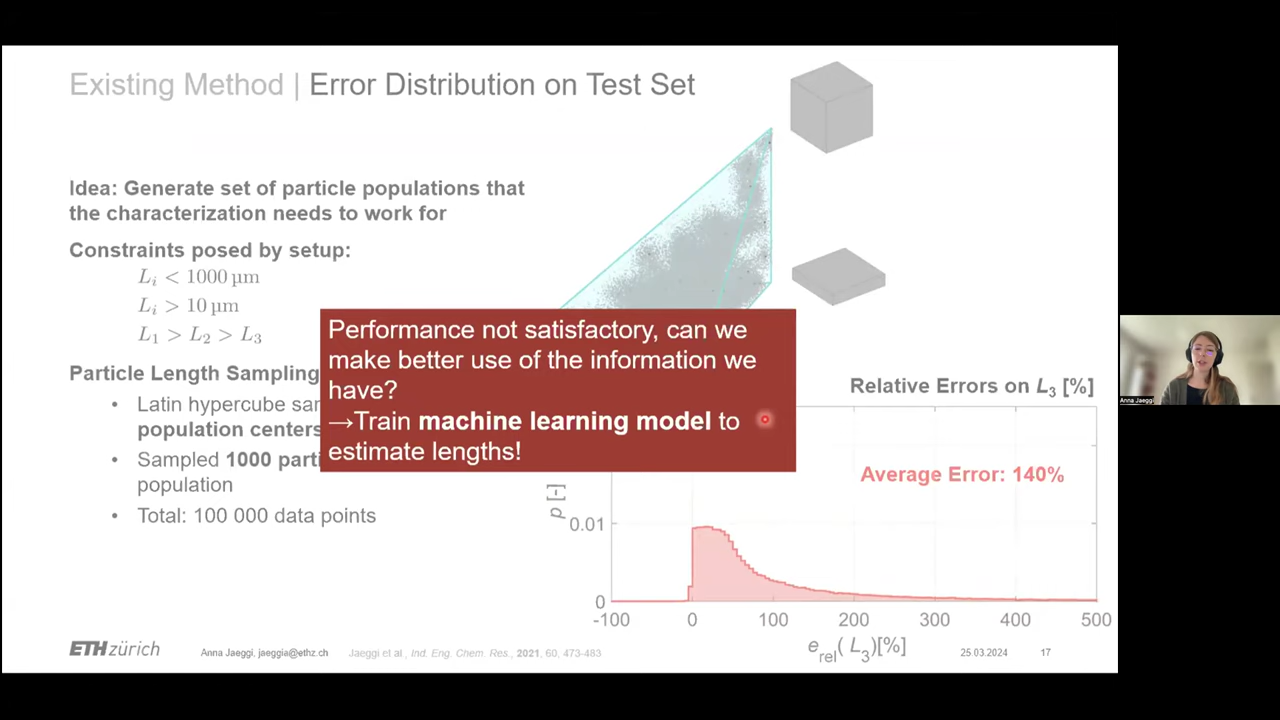 Existing Method | Error Distribution on Test Set
Idea: Generate set of particle populations that
the characterization needs to work for
Constraints posed by setup:
L_i < 1000 µm
L_i > 10 µm
L_1 > L_2 > L_3
Particle Length Sampling
• Latin hypercube sar
population centers
• Sampled 1000 parti
population
• Total: 100 000 data points
Performance not satisfactory, can we
make better use of the information we
have?
→Train machine learning model to
estimate lengths!
Relative Errors on L_3 [%]
Average Error: 140%
p [-]
0.01
0
-100 0 100 200 300 400 500
e_rel( L_3)[%]
ETH zürich
Anna Jaeggi, jaeggia@ethz.ch
Jaeggi et al., Ind. Eng. Chem. Res., 2021, 60, 473-483
25.03.2024
17
Anna Jaeggi